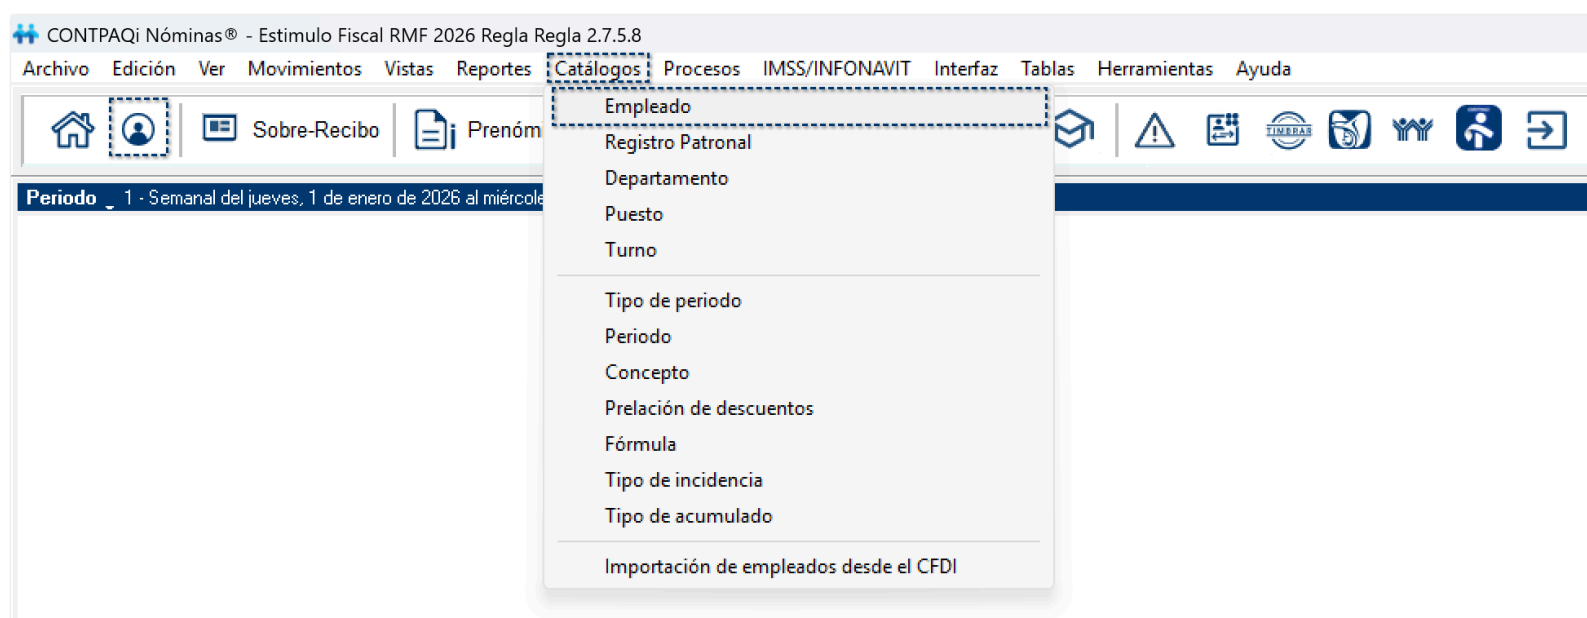 CONTPAQi Nóminas® - Estimulo Fiscal RMF 2026 Regla Regla 2.7.5.8
Archivo Edición Ver Movimientos Vistas Reportes Catálogos Procesos IMSS/INFONAVIT Interfaz Tablas Herramientas Ayuda
Sobre-Recibo Prenóm
TIMBRAR
Periodo 1 - Semanal del jueves, 1 de enero de 2026 al miércole
Empleado
Registro Patronal
Departamento
Puesto
Turno
Tipo de periodo
Periodo
Concepto
Prelación de descuentos
Fórmula
Tipo de incidencia
Tipo de acumulado
Importación de empleados desde el CFDI